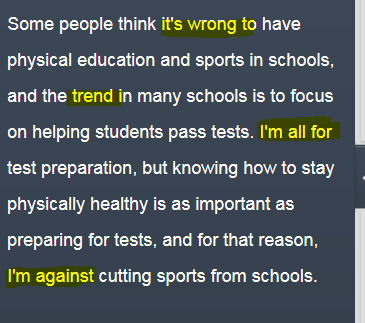 Some people think it's wrong to have
physical education and sports in schools,
and the trend in many schools is to focus
on helping students pass tests. I'm all for
test preparation, but knowing how to stay
physically healthy is as important as
preparing for tests, and for that reason,
I'm against cutting sports from schools.